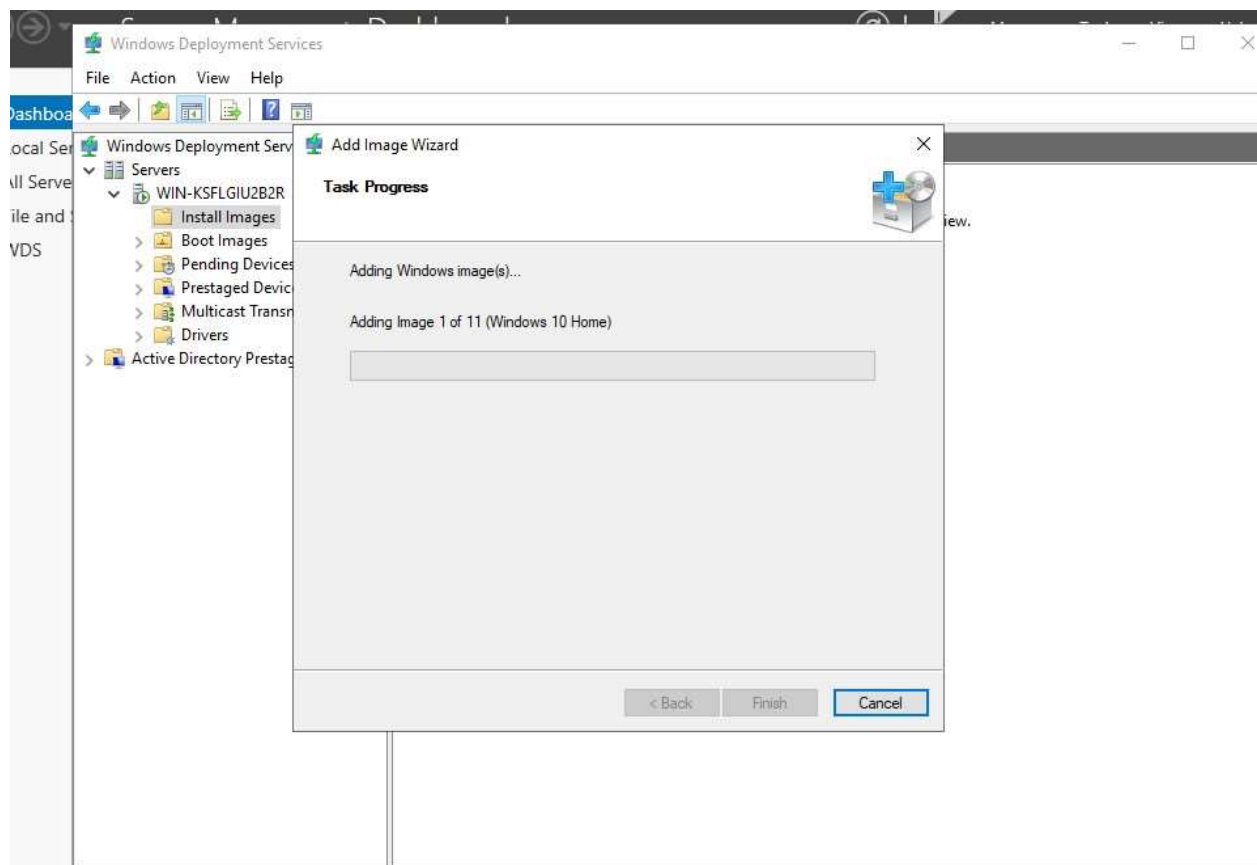 Windows Deployment Services
File Action View Help
Dashboa
Windows Deployment Serv
Servers
WIN-KSFLGIU2B2R
Install Images
Boot Images
Pending Devices
Prestaged Devic
Multicast Transn
Drivers
Active Directory Prestag
ocal Ser
ll Serve
ile and
WDS
Add Image Wizard
Task Progress
iew.
Adding Windows image(s)...
Adding Image 1 of 11 (Windows 10 Home)
< Back Finish Cancel